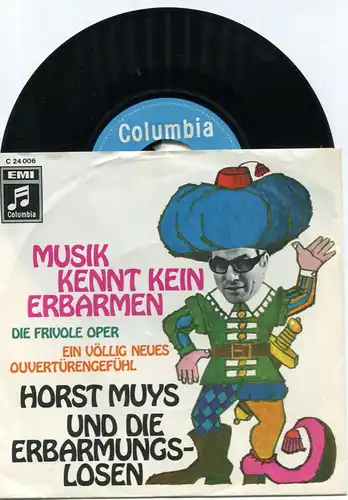 Columbia
C 24 006
EMI
Columbia
MUSIK
KENNT KEIN
ERBARMEN
DIE FRIVOLE OPER
EIN VÖLLIG NEUES
OUVERTÜRENGEFÜHL
HORST MUYS
UND DIE
ERBARMUNGS-
LOSEN